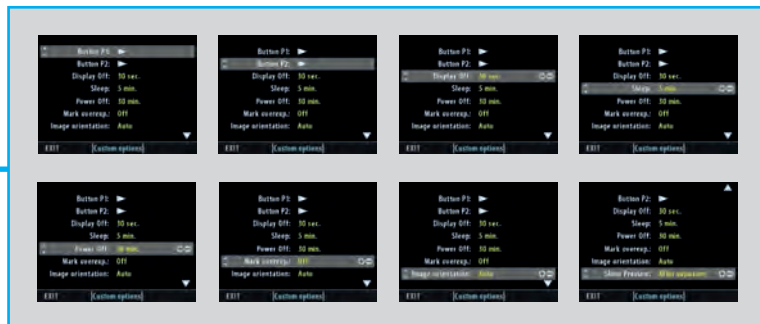 Button P1:
Button P2:
Display Off: 30 sec.
Sleep: 5 min.
Power Off: 30 min.
Mark overexp.: Off
Image orientation: Auto
EXIT [Custom options]
Button P1:
Button P2:
Display Off: 30 sec.
Sleep: 5 min.
Power Off: 30 min.
Mark overexp.: Off
Image orientation: Auto
EXIT [Custom options]
Button P1:
Button P2:
Display Off: 30 sec.
Sleep: 5 min.
Power Off: 30 min.
Mark overexp.: Off
Image orientation: Auto
EXIT [Custom options]
Button P1:
Button P2:
Display Off: 30 sec.
Sleep: 5 min.
Power Off: 30 min.
Mark overexp.: Off
Image orientation: Auto
EXIT [Custom options]
Button P1:
Button P2:
Display Off: 30 sec.
Sleep: 5 min.
Power Off: 30 min.
Mark overexp.: Off
Image orientation: Auto
EXIT [Custom options]
Button P1:
Button P2:
Display Off: 30 sec.
Sleep: 5 min.
Power Off: 30 min.
Mark overexp.: Off
Image orientation: Auto
EXIT [Custom options]
Button P1:
Button P2:
Display Off: 30 sec.
Sleep: 5 min.
Power Off: 30 min.
Mark overexp.: Off
Image orientation: Auto
EXIT [Custom options]
Button P2:
Display Off: 30 sec.
Sleep: 5 min.
Power Off: 30 min.
Mark overexp.: Off
Image orientation: Auto
Show Preview: After exposure
EXIT [Custom options]